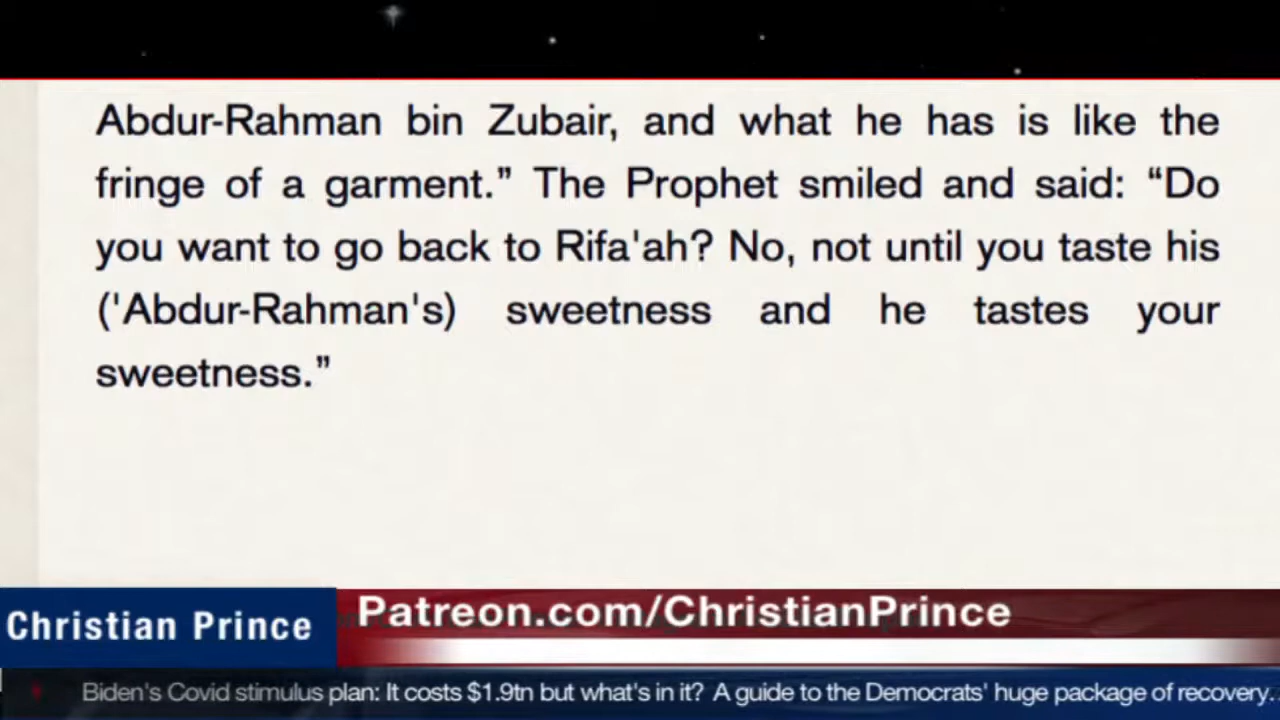 Abdur-Rahman bin Zubair, and what he has is like the
fringe of a garment.” The Prophet smiled and said: “Do
you want to go back to Rifa'ah? No, not until you taste his
('Abdur-Rahman's) sweetness and he tastes your
sweetness.”
Christian Prince
Patreon.com/ChristianPrince
Biden's Covid stimulus plan: It costs $1.9tn but what's in it? A guide to the Democrats' huge package of recovery.